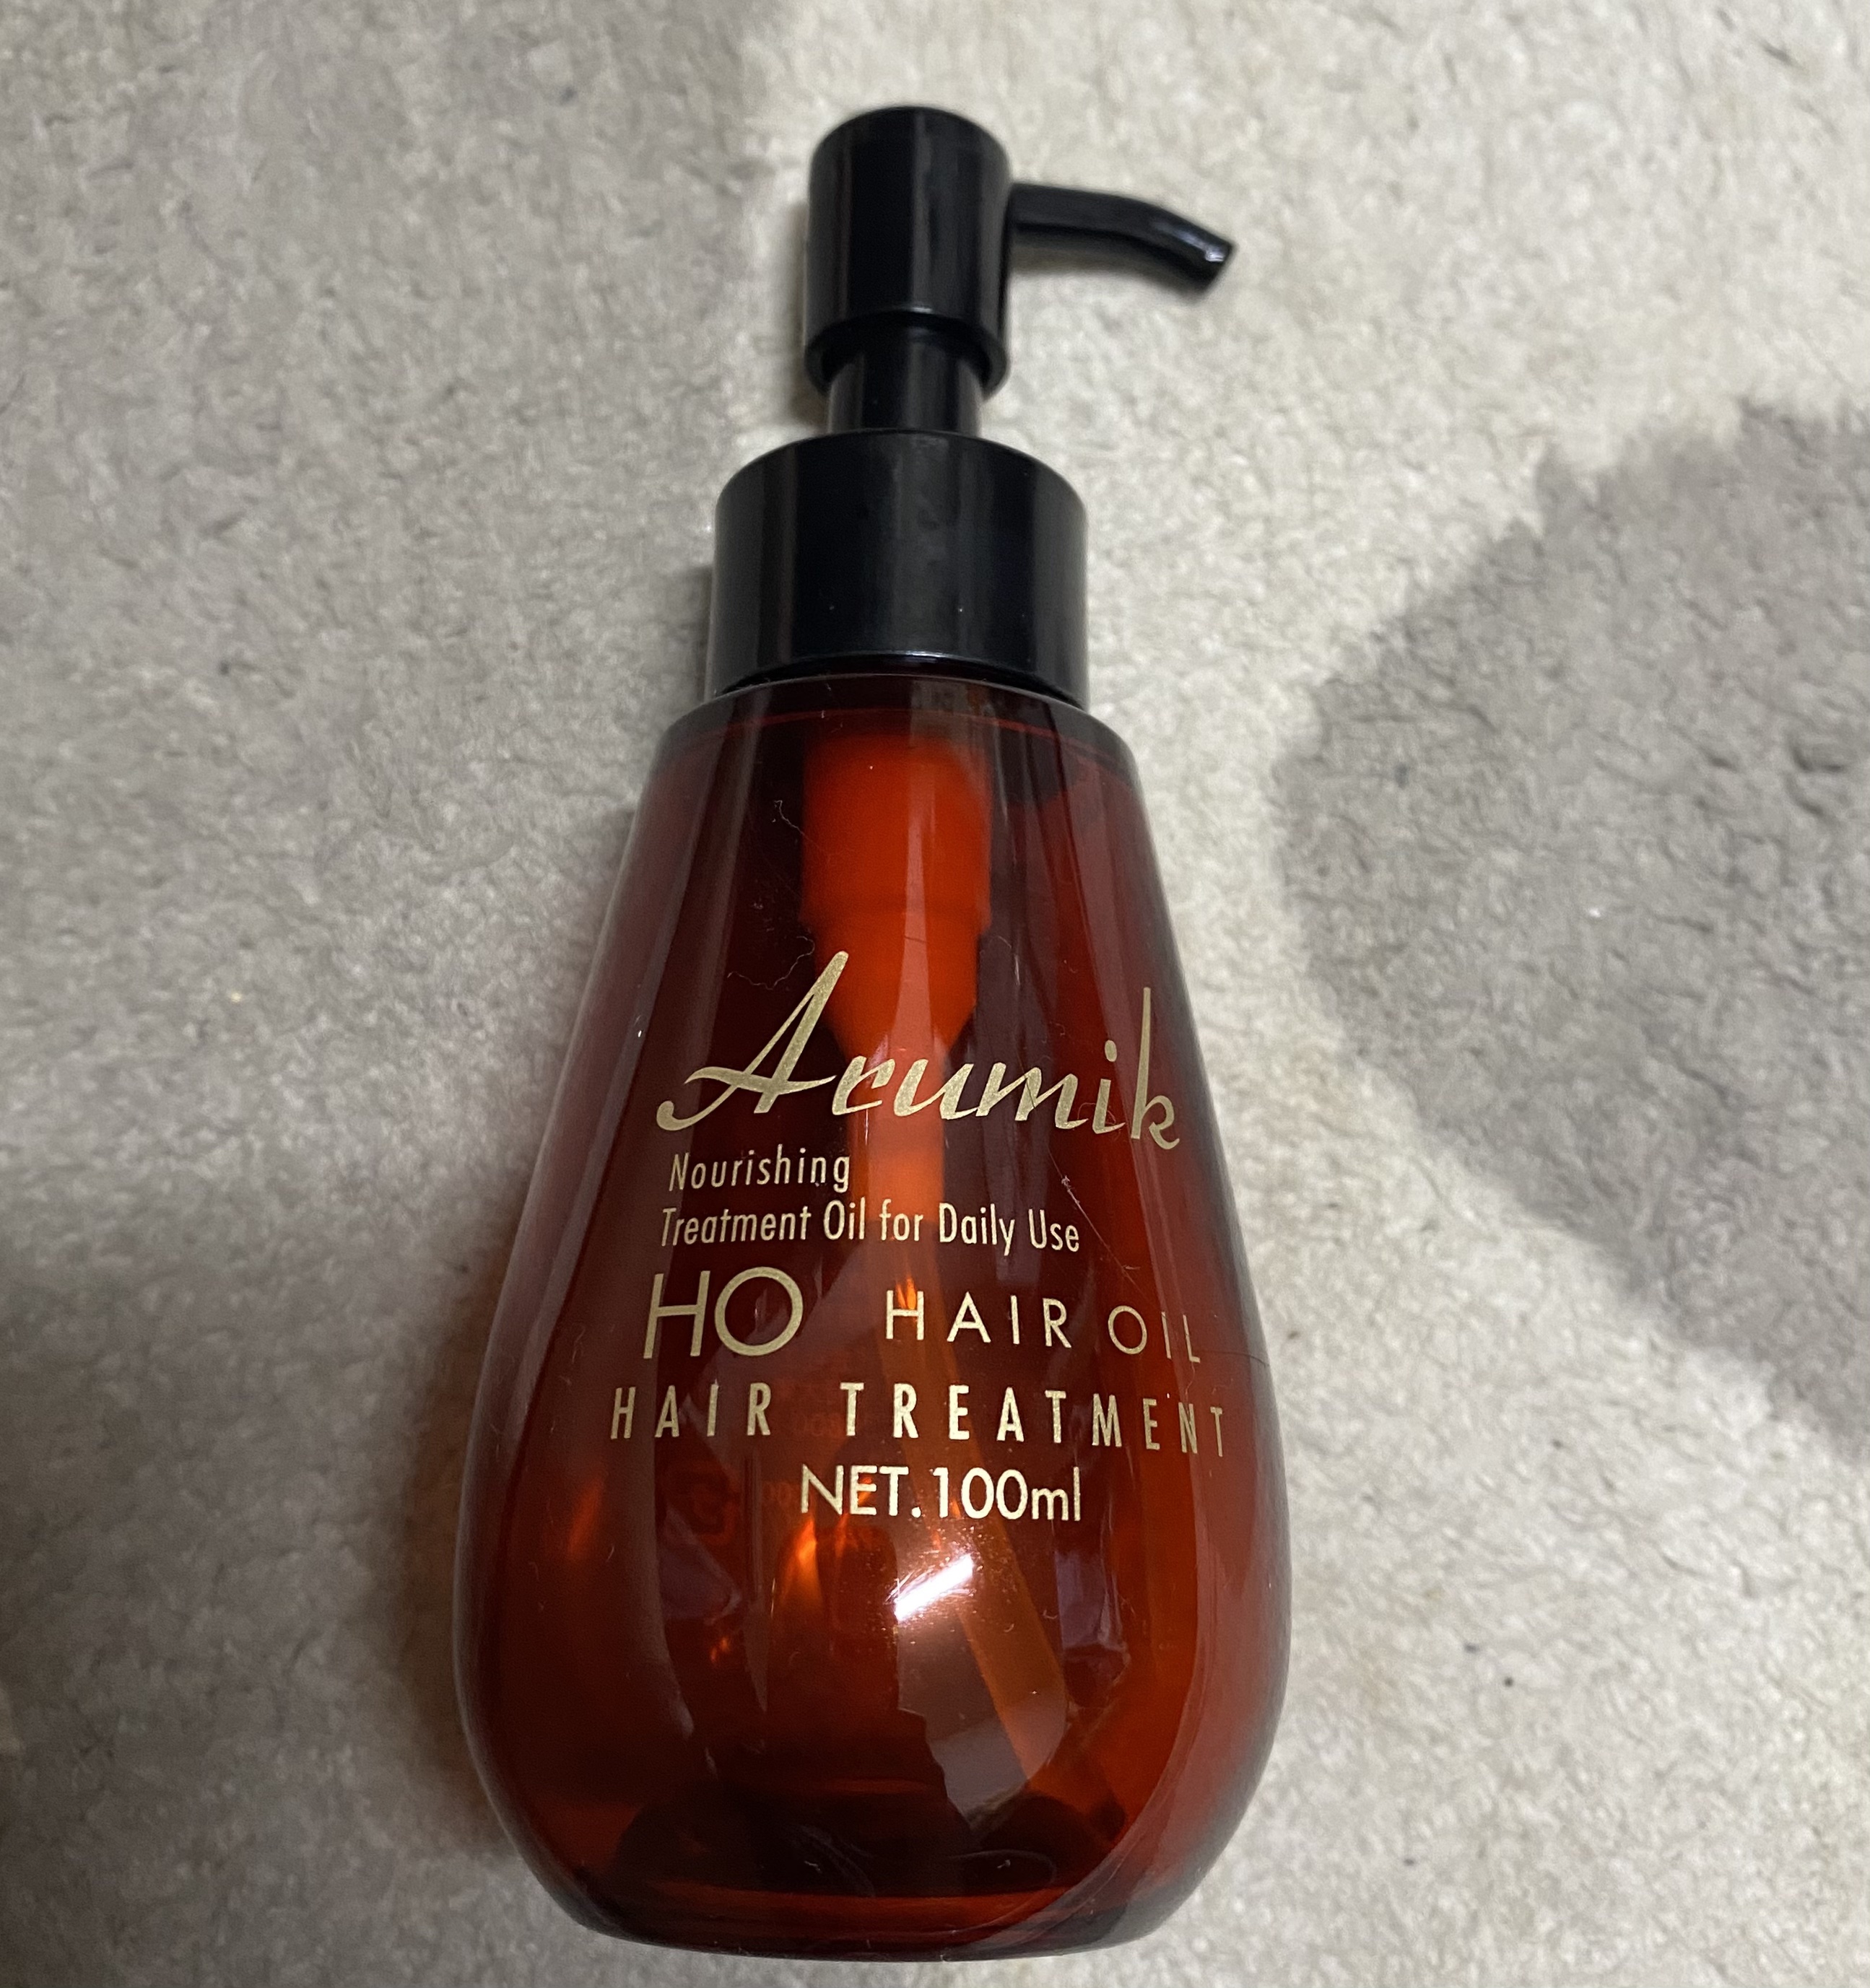 Arumik
Nourishing
Treatment Oil for Daily Use
HO HAIR OIL
HAIR TREATMENT
NET.100ml